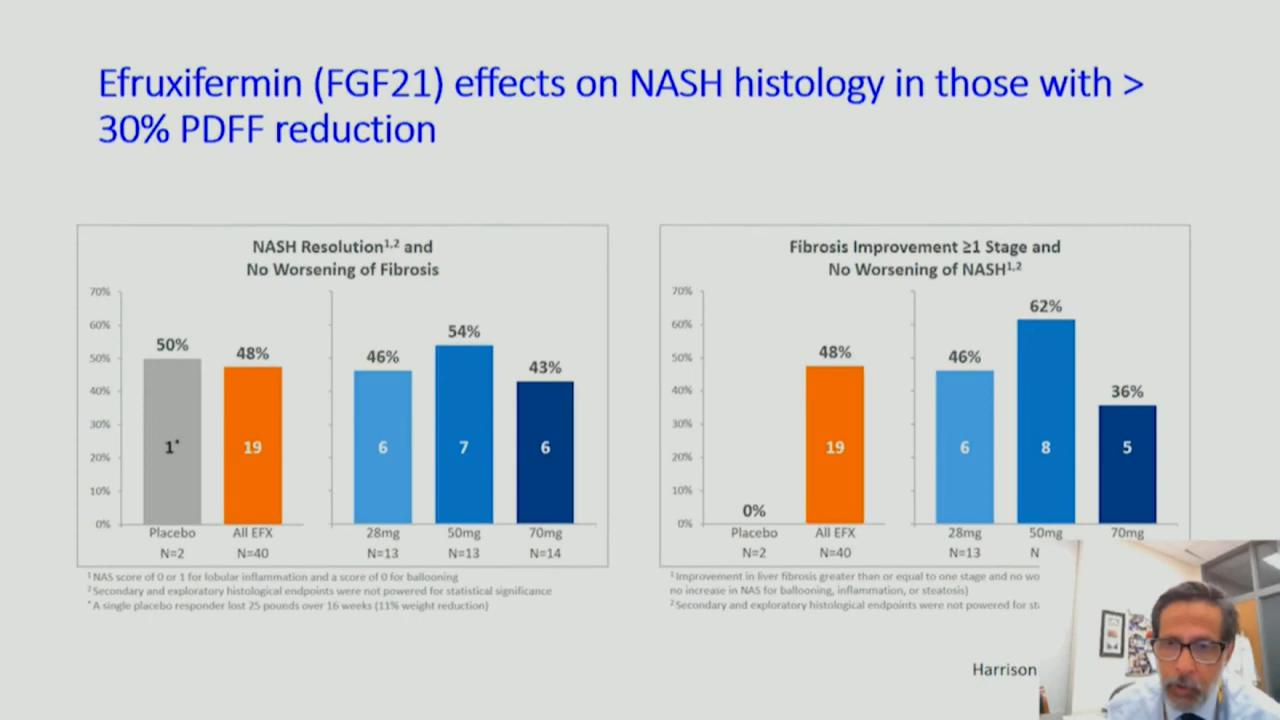 Efruxifermin (FGF21) effects on NASH histology in those with >
30% PDFF reduction
NASH Resolution¹,² and
No Worsening of Fibrosis
70%
60%
50%
40%
30%
20%
10%
0%
50%
48%
46%
54%
43%
1*
19
6
7
6
Placebo
All EFX
28mg
50mg
70mg
N=2
N=40
N=13
N=13
N=14
¹ NAS score of 0 or 1 for lobular inflammation and a score of 0 for ballooning
² Secondary and exploratory histological endpoints were not powered for statistical significance
* A single placebo responder lost 25 pounds over 16 weeks (11% weight reduction)
Fibrosis Improvement ≥1 Stage and
No Worsening of NASH¹,²
70%
60%
50%
40%
30%
20%
10%
0%
0%
48%
46%
62%
36%
19
6
8
5
Placebo
All EFX
28mg
50mg
70mg
N=2
N=40
N=13
N
¹ Improvement in liver fibrosis greater than or equal to one stage and no wo
no increase in NAS for ballooning, inflammation, or steatosis)
² Secondary and exploratory histological endpoints were not powered for st
Harrison